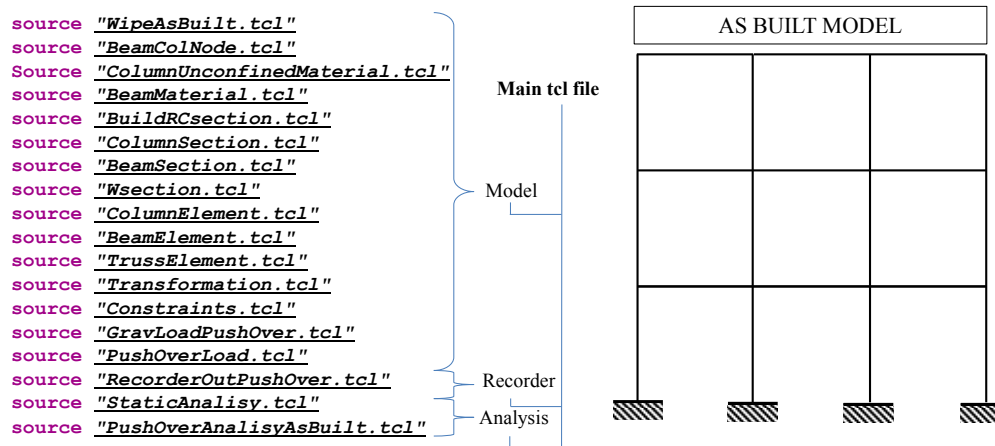 source "WipeAsBuilt.tcl"
source "BeamColNode.tcl"
Source "ColumnUnconfinedMaterial.tcl"
source "BeamMaterial.tcl"
source "BuildRCsection.tcl"
source "ColumnSection.tcl"
source "BeamSection.tcl"
source "Wsection.tcl"
source "ColumnElement.tcl"
source "BeamElement.tcl"
source "TrussElement.tcl"
source "Transformation.tcl"
source "Constraints.tcl"
source "GravLoadPushOver.tcl"
source "PushOverLoad.tcl"
source "RecorderOutPushOver.tcl"
source "StaticAnalisy.tcl"
source "PushOverAnalisyAsBuilt.tcl"
Model
Recorder
Analysis
Main tcl file
AS BUILT MODEL